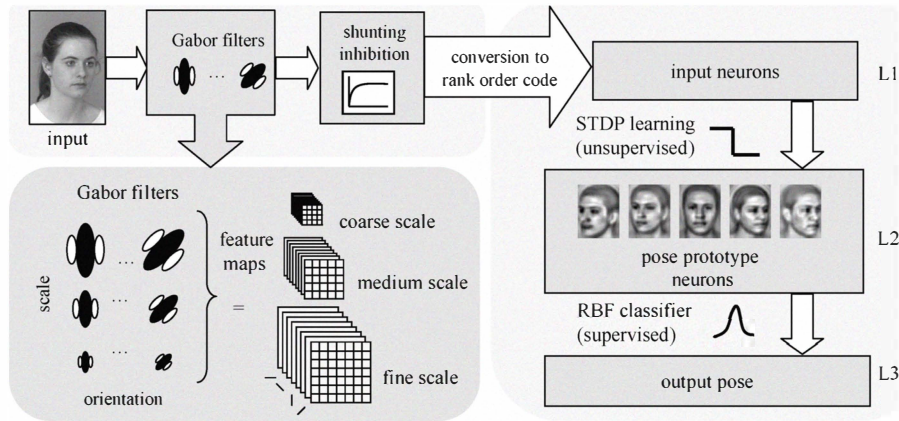 input
Gabor filters
...
shunting
inhibition
conversion to
rank order code
input neurons
L1
STDP learning
(unsupervised)
pose prototype
neurons
L2
RBF classifier
(supervised)
output pose
L3
Gabor filters
scale
...
...
...
orientation
feature
maps
=
coarse scale
medium scale
fine scale